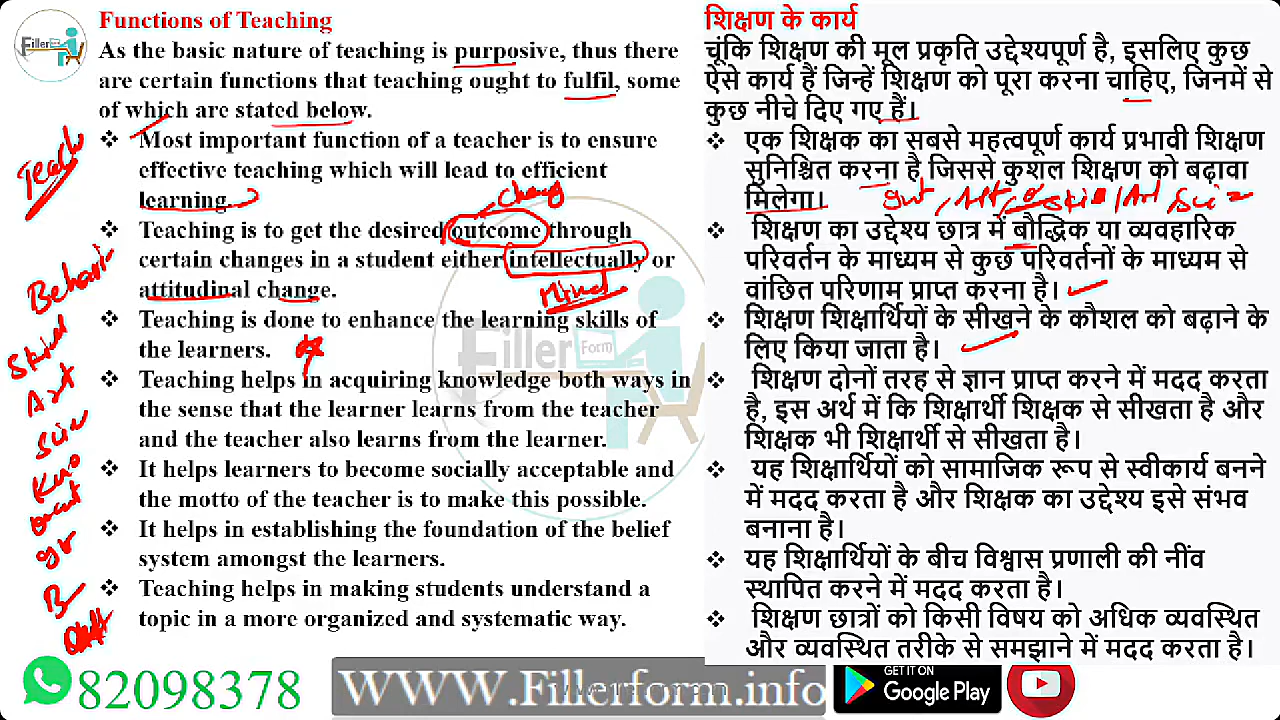 Functions of Teaching
As the basic nature of teaching is purposive, thus there
are certain functions that teaching ought to fulfil, some
of which are stated below.
❖ Most important function of a teacher is to ensure
effective teaching which will lead to efficient
learning.
❖ Teaching is to get the desired outcome through
certain changes in a student either intellectually or
attitudinal change.
❖ Teaching is done to enhance the learning skills of
the learners.
❖ Teaching helps in acquiring knowledge both ways in
the sense that the learner learns from the teacher
and the teacher also learns from the learner.
❖ It helps learners to become socially acceptable and
the motto of the teacher is to make this possible.
❖ It helps in establishing the foundation of the belief
system amongst the learners.
❖ Teaching helps in making students understand a
topic in a more organized and systematic way.
शिक्षण के कार्य
चूंकि शिक्षण की मूल प्रकृति उद्देश्यपूर्ण है, इसलिए कुछ
ऐसे कार्य हैं जिन्हें शिक्षण को पूरा करना चाहिए, जिनमें से
कुछ नीचे दिए गए हैं।
❖ एक शिक्षक का सबसे महत्वपूर्ण कार्य प्रभावी शिक्षण
सुनिश्चित करना है जिससे कुशल शिक्षण को बढ़ावा
मिलेगा।
❖ शिक्षण का उद्देश्य छात्र में बौद्धिक या व्यवहारिक
परिवर्तन के माध्यम से कुछ परिवर्तनों के माध्यम से
वांछित परिणाम प्राप्त करना है।
❖ शिक्षण शिक्षार्थियों के सीखने के कौशल को बढ़ाने के
लिए किया जाता है।
❖ शिक्षण दोनों तरह से ज्ञान प्राप्त करने में मदद करता
है, इस अर्थ में कि शिक्षार्थी शिक्षक से सीखता है और
शिक्षक भी शिक्षार्थी से सीखता है।
❖ यह शिक्षार्थियों को सामाजिक रूप से स्वीकार्य बनने
में मदद करता है और शिक्षक का उद्देश्य इसे संभव
बनाना है।
❖ यह शिक्षार्थियों के बीच विश्वास प्रणाली की नींव
स्थापित करने में मदद करता है।
❖ शिक्षण छात्रों को किसी विषय को अधिक व्यवस्थित
और व्यवस्थित तरीके से समझाने में मदद करता है।
Teach
Skill
Art
Filler Form
82098378
www.Fillerform.info
GET IT ON
Google Play